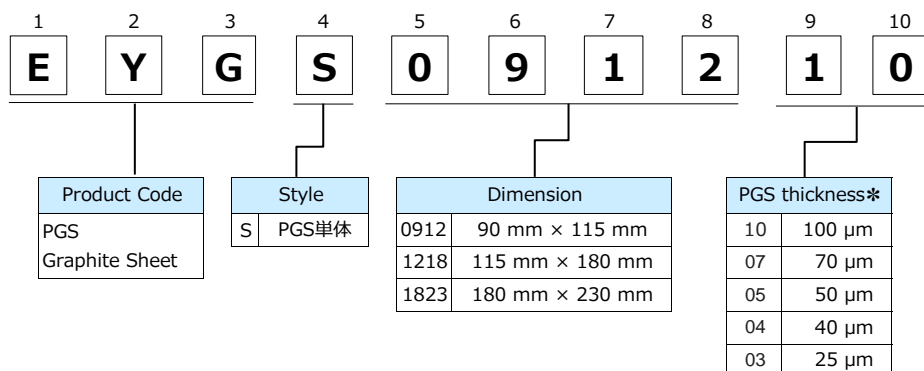 1 2 3 4 5 6 7 8 9 10
E Y G S 0 9 1 2 1 0
Product Code
PGS
Graphite Sheet
Style
S PGS単体
Dimension
0912 90 mm × 115 mm
1218 115 mm × 180 mm
1823 180 mm × 230 mm
PGS thickness✻
10 100 μm
07 70 μm
05 50 μm
04 40 μm
03 25 μm